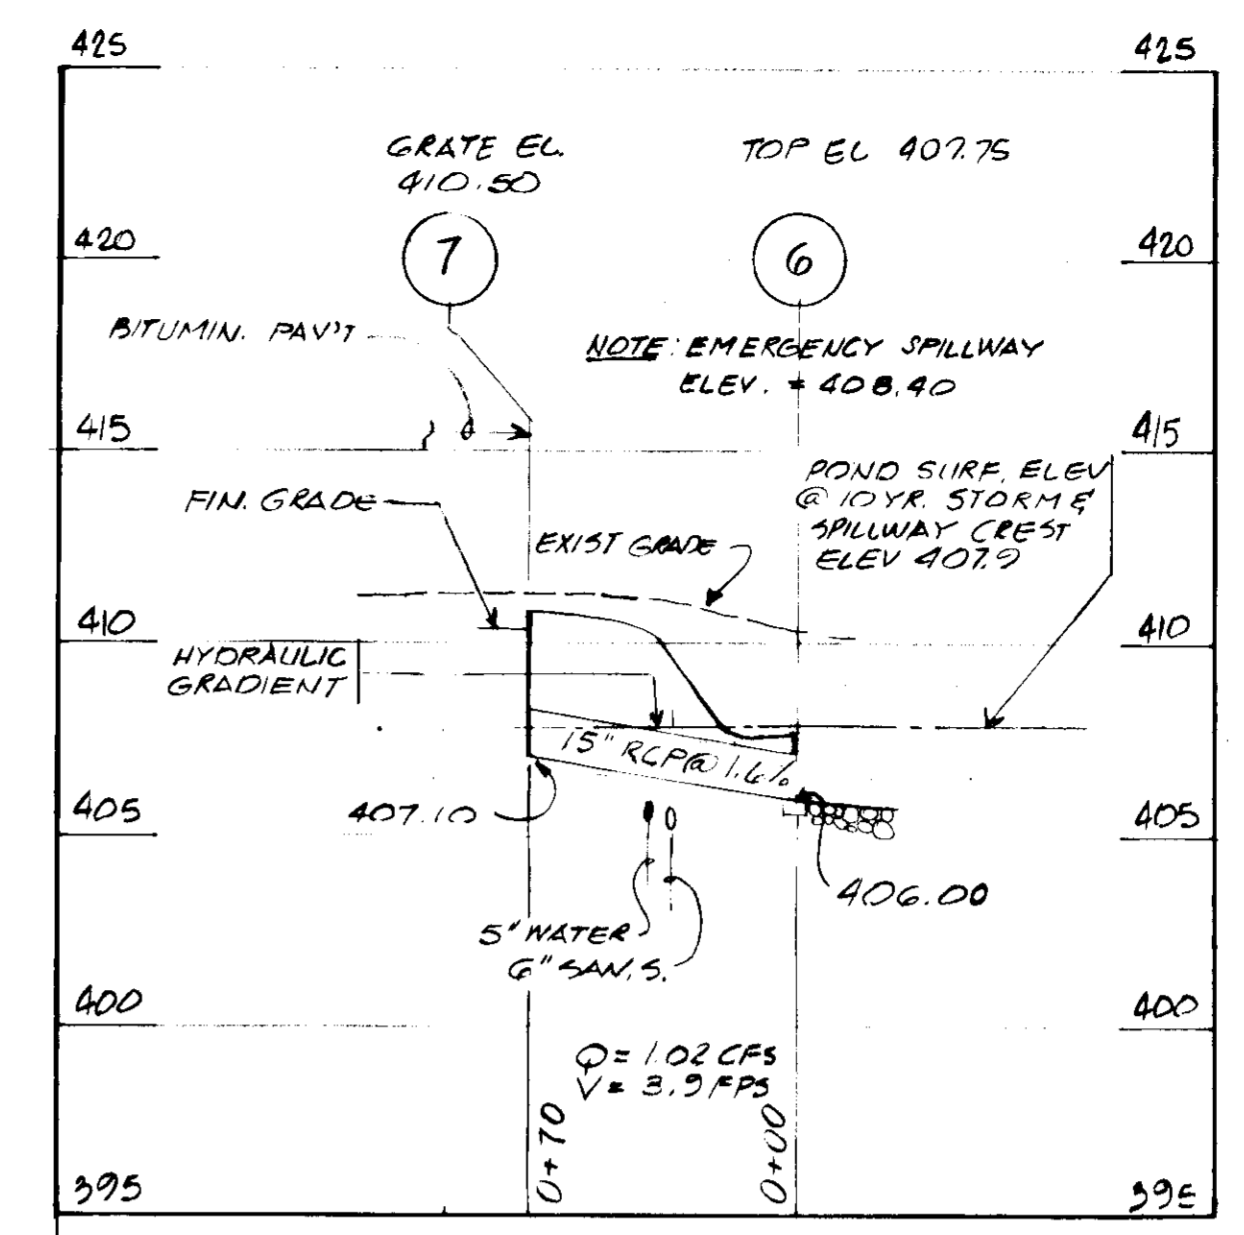 425
425
GRATE EL.
410.50
TOP EL 407.75
7
6
420
420
BITUMIN. PAV'T
NOTE: EMERGENCY SPILLWAY
ELEV. = 408.40
415
415
POND SURF. ELEV
@ 10 YR. STORM &
SPILLWAY CREST
ELEV 407.9
FIN. GRADE
EXIST GRADE
410
410
HYDRAULIC
GRADIENT
15" RCP @ 1.6%
407.10
405
405
406.00
5" WATER
6" SAN. S.
400
400
Q = 1.02 CFS
V = 3.9 FPS
0+70
0+00
395
395